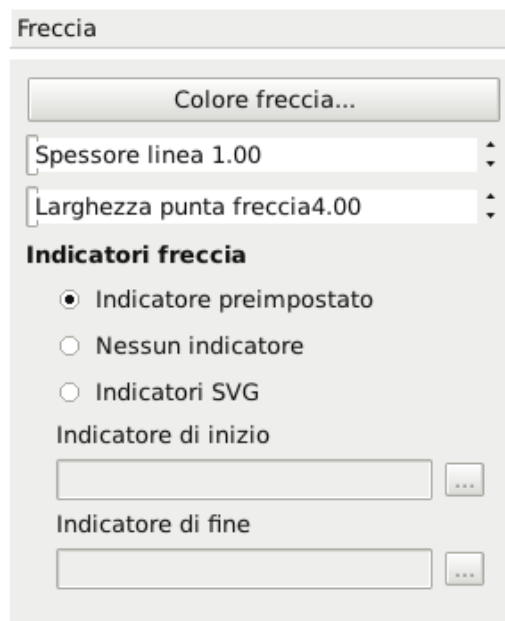 Freccia
Colore freccia...
Spessore linea 1.00
Larghezza punta freccia4.00
Indicatori freccia
Indicatore preimpostato
Nessun indicatore
Indicatori SVG
Indicatore di inizio
...
Indicatore di fine
...